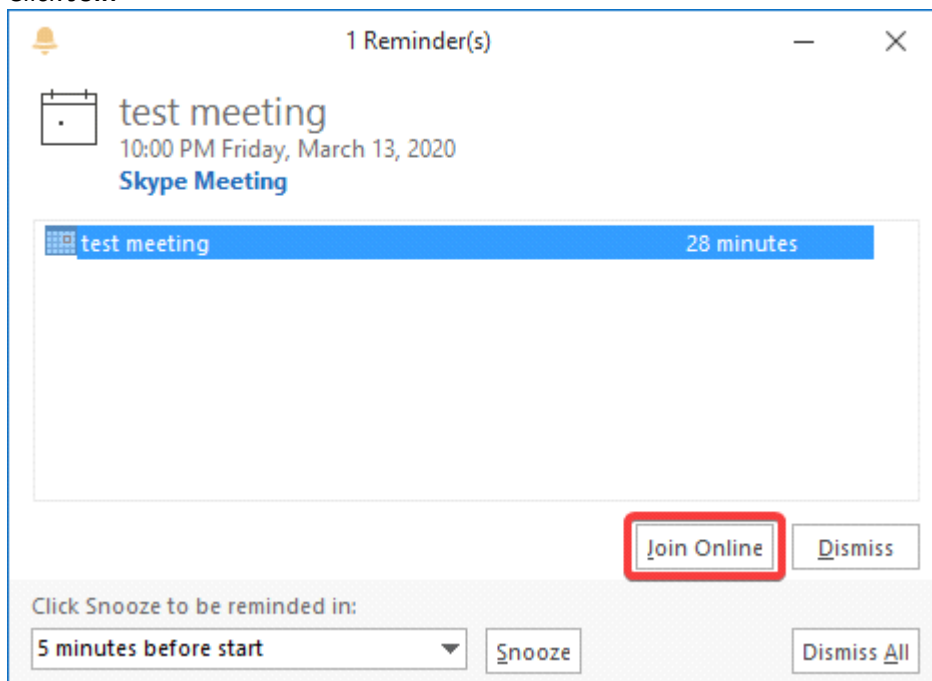 1 Reminder(s)
test meeting
10:00 PM Friday, March 13, 2020
Skype Meeting
test meeting 28 minutes
Join Online Dismiss
Click Snooze to be reminded in:
5 minutes before start Snooze Dismiss All